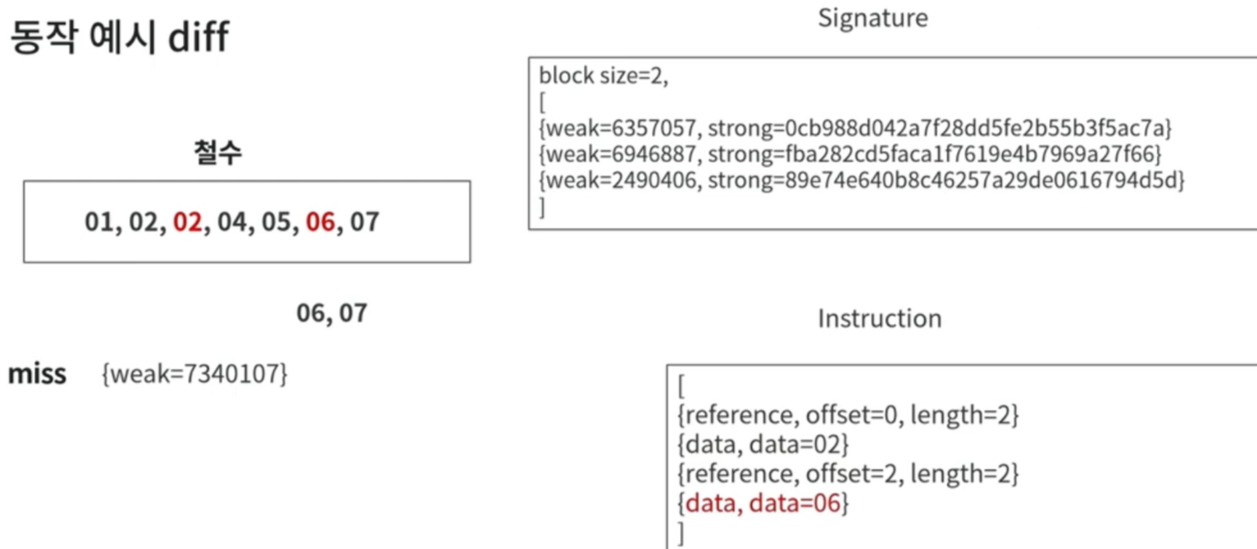 동작 예시 diff
철수
01, 02, 02, 04, 05, 06, 07
06, 07
miss {weak=7340107}
Signature
block size=2,
[
{weak=6357057, strong=0cb988d042a7f28dd5fe2b55b3f5ac7a}
{weak=6946887, strong=fba282cd5faca1f7619e4b7969a27f66}
{weak=2490406, strong=89e74e640b8c46257a29de0616794d5d}
]
Instruction
[
{reference, offset=0, length=2}
{data, data=02}
{reference, offset=2, length=2}
{data, data=06}
]